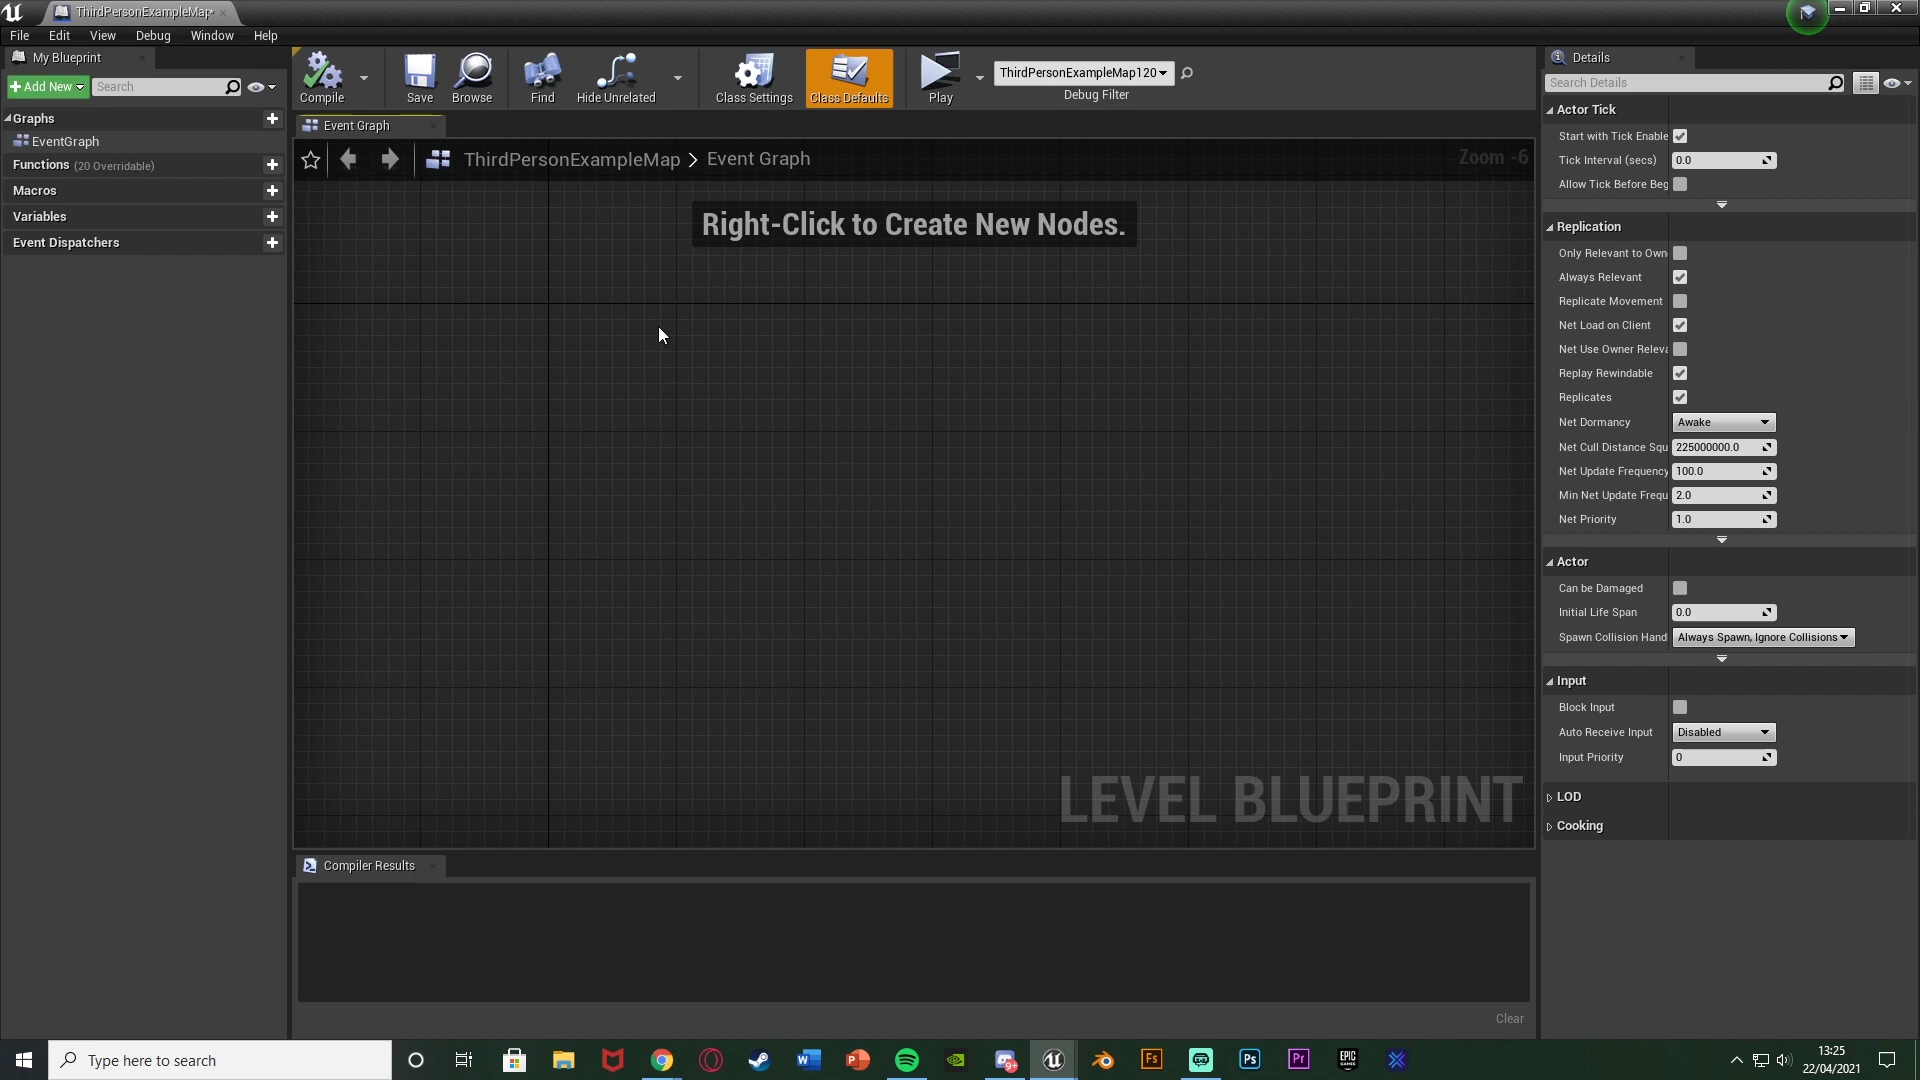 ThirdPersonExampleMap*
File Edit View Debug Window Help
My Blueprint
Add New Search
Graphs
EventGraph
Functions (20 Overridable)
Macros
Variables
Event Dispatchers
Compile Save Browse Find Hide Unrelated Class Settings Class Defaults Play
ThirdPersonExampleMap120
Debug Filter
Event Graph
ThirdPersonExampleMap > Event Graph
Zoom -6
Right-Click to Create New Nodes.
LEVEL BLUEPRINT
Compiler Results
Clear
Details
Search Details
Actor Tick
Start with Tick Enable
Tick Interval (secs) 0.0
Allow Tick Before Beg
Replication
Only Relevant to Own
Always Relevant
Replicate Movement
Net Load on Client
Net Use Owner Releva
Replay Rewindable
Replicates
Net Dormancy Awake
Net Cull Distance Squ 225000000.0
Net Update Frequency 100.0
Min Net Update Frequ 2.0
Net Priority 1.0
Actor
Can be Damaged
Initial Life Span 0.0
Spawn Collision Hand Always Spawn, Ignore Collisions
Input
Block Input
Auto Receive Input Disabled
Input Priority 0
LOD
Cooking
Type here to search
W P 9+ Fs Ps Pr EPIC GAMES
13:25
22/04/2021